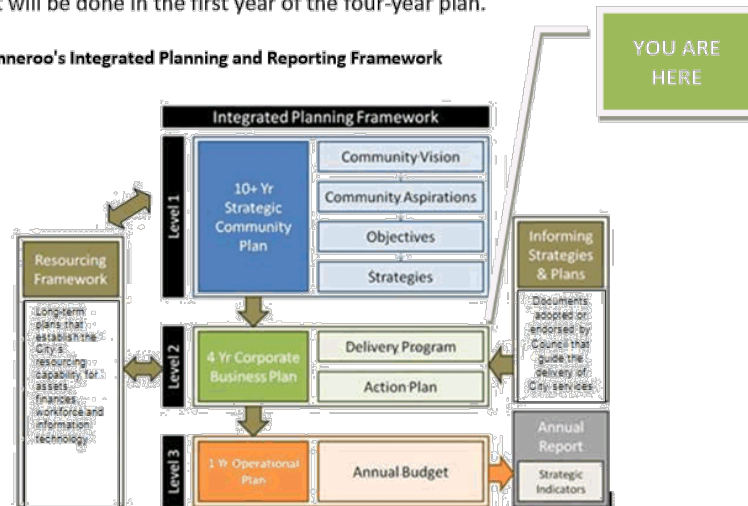 will be done in the first year of the four-year plan.
nneroo's Integrated Planning and Reporting Framework
YOU ARE
HERE
Integrated Planning Framework
Level 1
10+ Yr
Strategic
Community
Plan
Community Vision
Community Aspirations
Objectives
Strategies
Resourcing
Framework
Long-term
plans that
establish the
City's
resourcing
capability for
assets
finances
workforce and
information
technology
Informing
Strategies
& Plans
Documents
adopted or
endorsed by
Council that
guide the
delivery of
City services
Level 2
4 Yr Corporate
Business Plan
Delivery Program
Action Plan
Level 3
1 Yr Operational
Plan
Annual Budget
Annual
Report
Strategic
Indicators